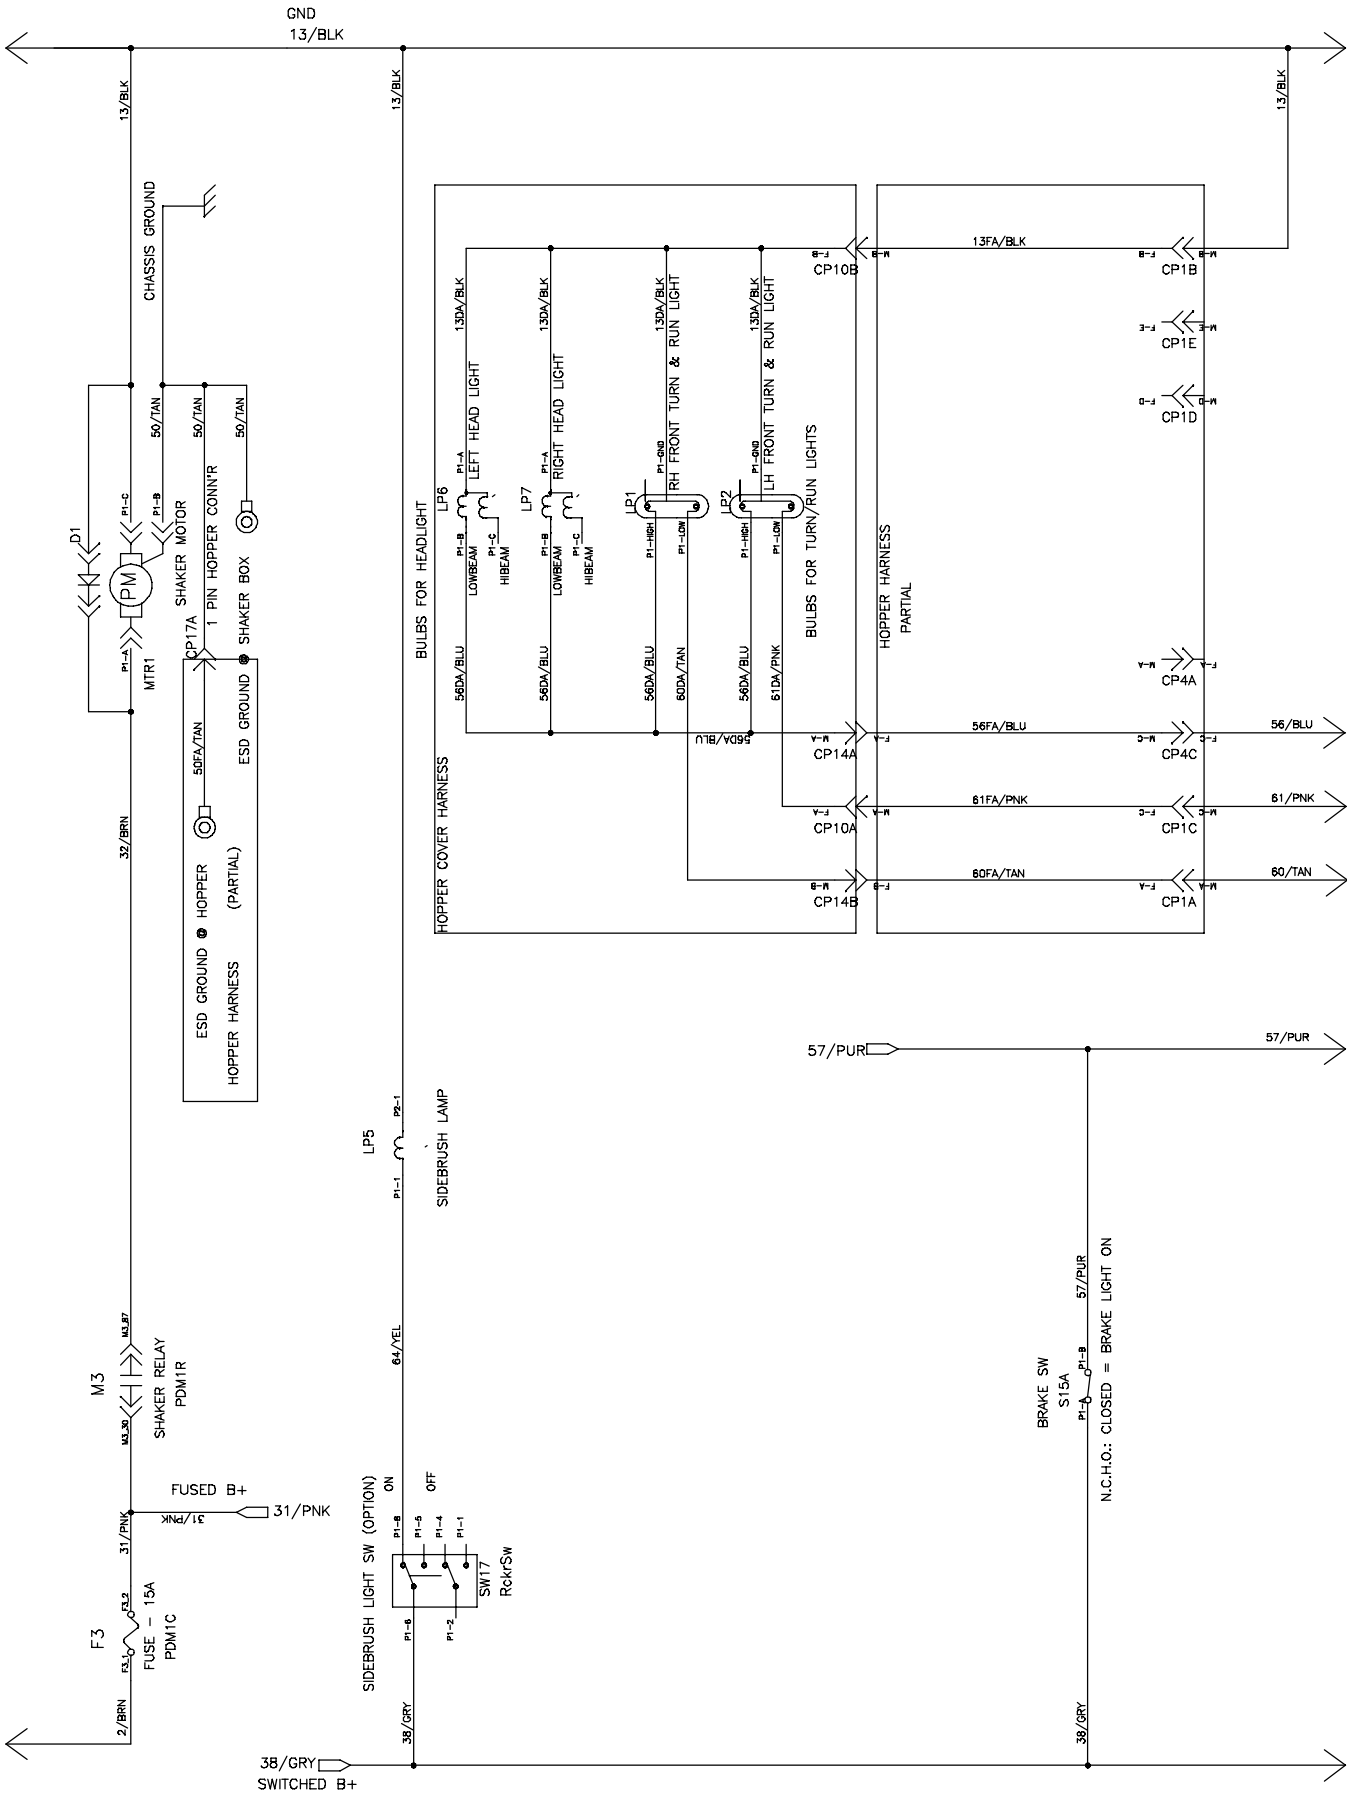 GND
13/BLK
13/BLK
13/BLK
13/BLK
CHASSIS GROUND
50/TAN
50/TAN
50/TAN
D1
P1-C
P1-B
PM
P1-A
MTR1
SHAKER MOTOR
1 PIN HOPPER CONN'R
CP17A
ESD GROUND @ SHAKER BOX
50FA/TAN
ESD GROUND @ HOPPER
HOPPER HARNESS (PARTIAL)
32/BRN
M3
M3_87
M3_30
SHAKER RELAY
PDM1R
FUSED B+
31/PNK
31/PNK
31/PNK
F3
F3_2
F3_1
FUSE - 15A
PDM1C
2/BRN
BULBS FOR HEADLIGHT
HOPPER COVER HARNESS
13DA/BLK
13DA/BLK
13DA/BLK
13DA/BLK
LP6
P1-A
LEFT HEAD LIGHT
P1-B
LOWBEAM
P1-C
HIBEAM
LP7
P1-A
RIGHT HEAD LIGHT
P1-B
LOWBEAM
P1-C
HIBEAM
LP1
P1-GND
RH FRONT TURN & RUN LIGHT
P1-HIGH
P1-LOW
LP2
P1-GND
LH FRONT TURN & RUN LIGHT
P1-HIGH
P1-LOW
BULBS FOR TURN/RUN LIGHTS
56DA/BLU
56DA/BLU
56DA/BLU
60DA/TAN
56DA/BLU
61DA/PNK
56DA/BLU
HOPPER HARNESS
PARTIAL
F-B
M-B
CP10B
13FA/BLK
F-B
M-B
CP1B
F-E
M-E
CP1E
F-D
M-D
CP1D
M-A
F-A
CP4A
M-A
F-A
CP14A
56FA/BLU
M-C
F-C
CP4C
56/BLU
F-A
M-A
CP10A
61FA/PNK
F-C
M-C
CP1C
61/PNK
M-B
F-B
CP14B
60FA/TAN
F-A
M-A
CP1A
60/TAN
LP5
P2-1
P1-1
SIDEBRUSH LAMP
64/YEL
SIDEBRUSH LIGHT SW (OPTION)
ON
OFF
P1-8
P1-5
P1-4
P1-1
SW17
RckrSw
P1-6
P1-2
38/GRY
38/GRY
SWITCHED B+
57/PUR
57/PUR
57/PUR
BRAKE SW
S15A
P1-B
P1-A
N.C.H.O.: CLOSED = BRAKE LIGHT ON
38/GRY